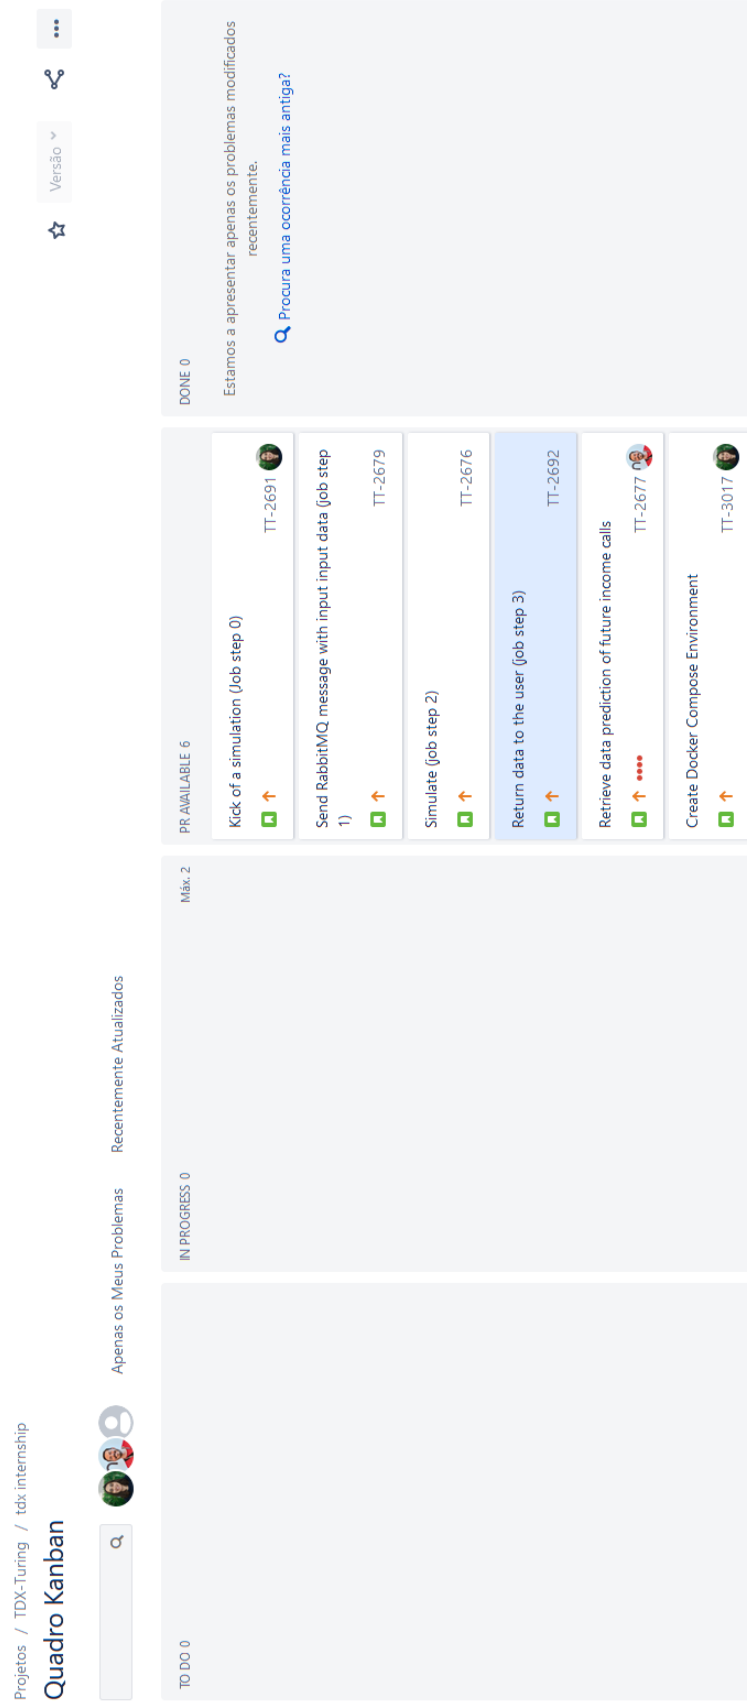 Projetos / TDX-Turing / tdx internship
Quadro Kanban
Versão
Apenas os Meus Problemas
Recentemente Atualizados
TO DO 0
IN PROGRESS 0
Máx. 2
PR AVAILABLE 6
Kick of a simulation (Job step 0)
TT-2691
Send RabbitMQ message with input input data (job step
1)
TT-2679
Simulate (job step 2)
TT-2676
Return data to the user (job step 3)
TT-2692
Retrieve data prediction of future income calls
TT-2677
Create Docker Compose Environment
TT-3017
DONE 0
Estamos a apresentar apenas os problemas modificados
recentemente.
Procura uma ocorrência mais antiga?